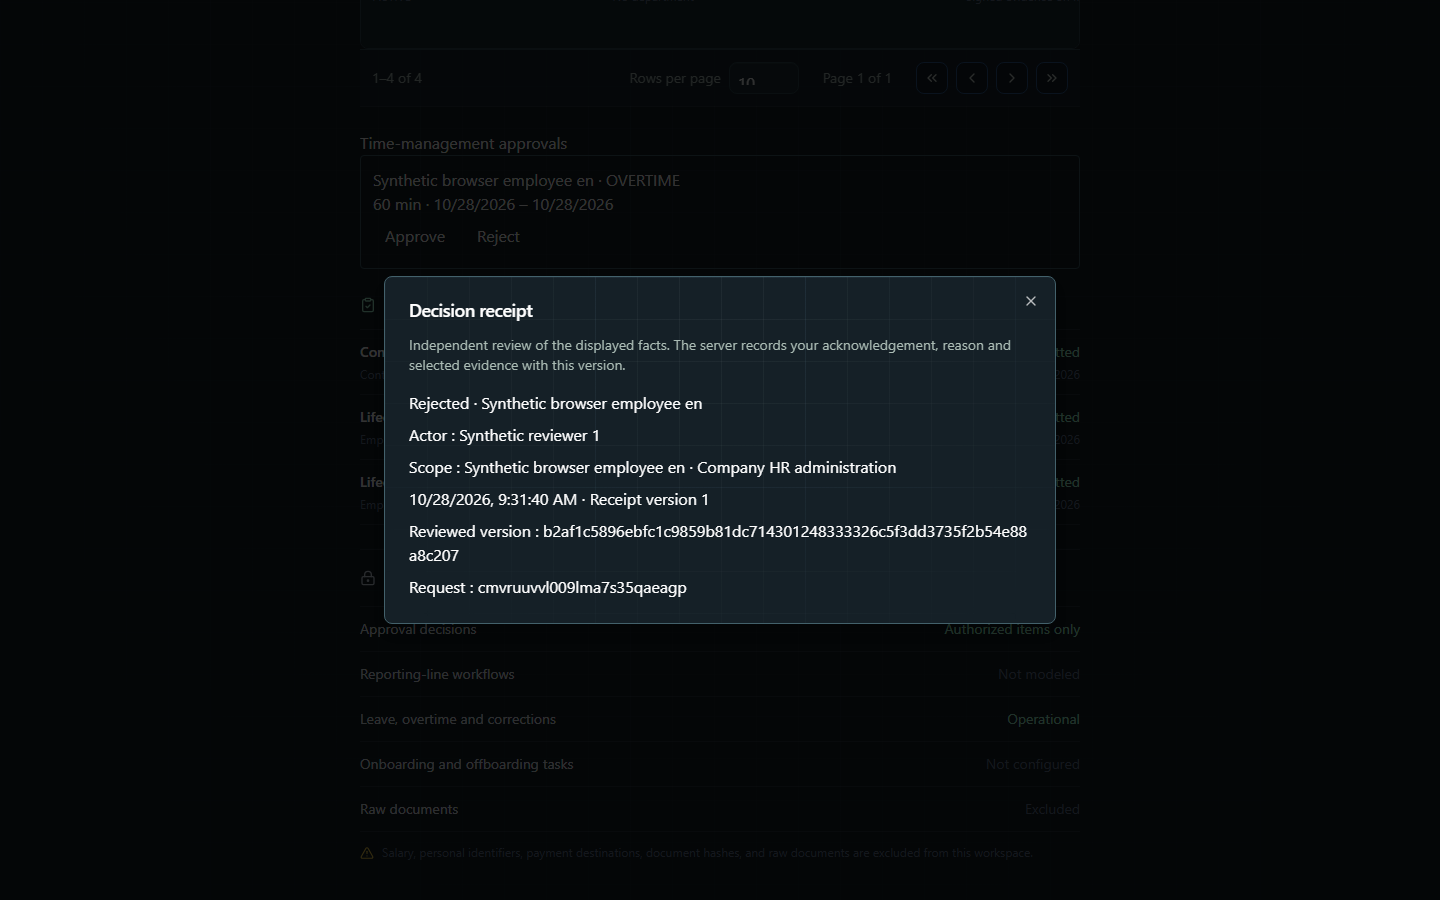 1–4 of 4
Rows per page
10
Page 1 of 1
Time-management approvals
Synthetic browser employee en · OVERTIME
60 min · 10/28/2026 – 10/28/2026
Approve
Reject
Decision receipt
Independent review of the displayed facts. The server records your acknowledgement, reason and
selected evidence with this version.
Rejected · Synthetic browser employee en
Actor : Synthetic reviewer 1
Scope : Synthetic browser employee en · Company HR administration
10/28/2026, 9:31:40 AM · Receipt version 1
Reviewed version : b2af1c5896ebfc1c9859b81dc714301248333326c5f3dd3735f2b54e88
a8c207
Request : cmvruuvvl009lma7s35qaeagp
Approval decisions
Authorized items only
Reporting-line workflows
Not modeled
Leave, overtime and corrections
Operational
Onboarding and offboarding tasks
Not configured
Raw documents
Excluded
Salary, personal identifiers, payment destinations, document hashes, and raw documents are excluded from this workspace.